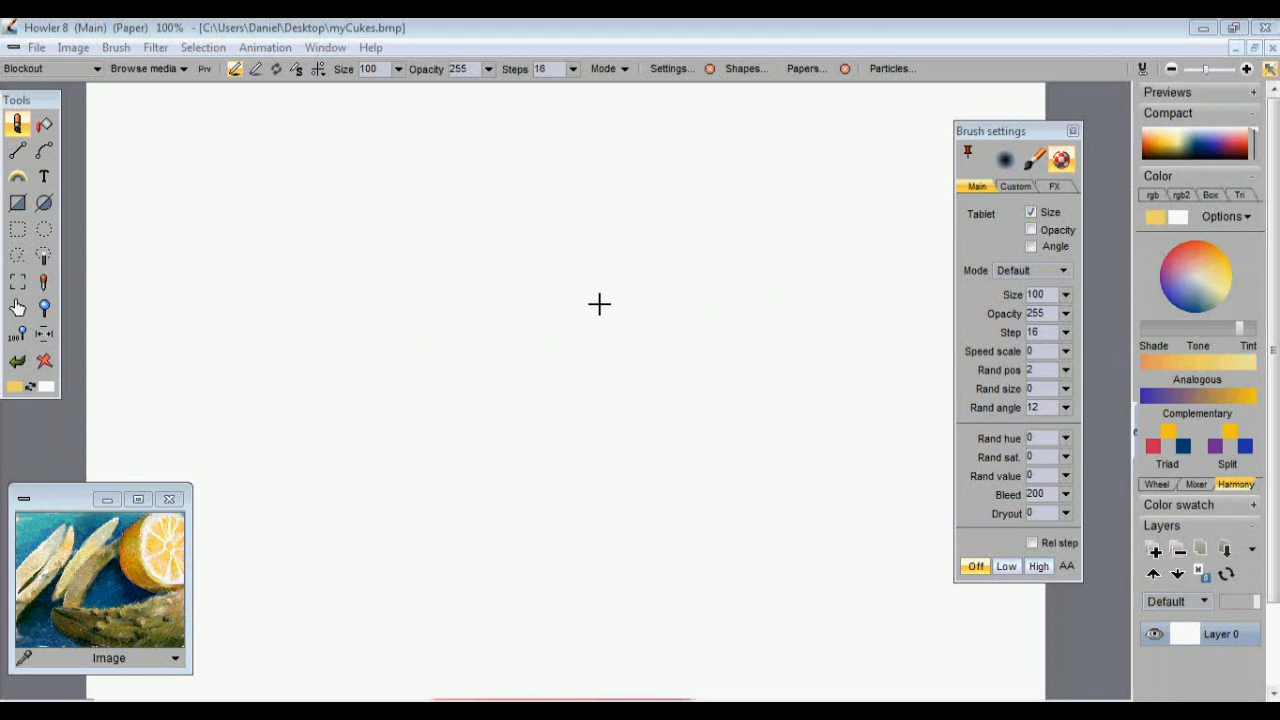 Howler 8 (Main) (Paper) 100% - [C:\Users\Daniel\Desktop\myCukes.bmp]
File Image Brush Filter Selection Animation Window Help
Blockout Browse media Prv Size 100 Opacity 255 Steps 16 Mode Settings... Shapes... Papers... Particles...
Tools
T
100
Image
Brush settings
Main Custom FX
Tablet Size
Opacity
Angle
Mode Default
Size 100
Opacity 255
Step 16
Speed scale 0
Rand pos 2
Rand size 0
Rand angle 12
Rand hue 0
Rand sat. 0
Rand value 0
Bleed 200
Dryout 0
Rel step
Off Low High AA
Previews +
Compact -
Color -
rgb rgb2 Box Tri
Options
Shade Tone Tint
Analogous
Complementary
Triad Split
Wheel Mixer Harmony
Color swatch +
Layers -
Default
Layer 0